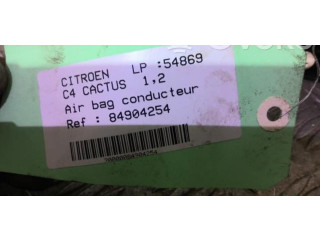 CITROEN LP :54869
C4 CACTUS 1,2
Air bag conducteur
Ref : 84904254